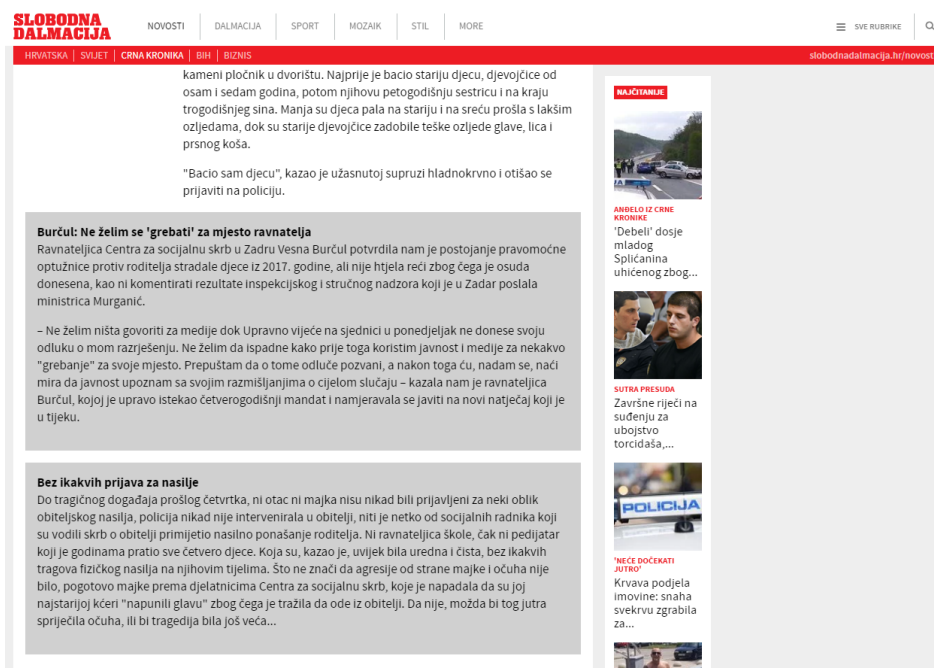 SLOBODNA
DALMACIJA
NOVOSTI
DALMACIJA
SPORT
MOZAIK
STIL
MORE
SVE RUBRIKE
HRVATSKA
SVIJET
CRNA KRONIKA
BIH
BIZNIS
slobodnadalmacija.hr/novost
kameni pločnik u dvorištu. Najprije je bacio stariju djecu, djevojčice od
osam i sedam godina, potom njihovu petogodišnju sestricu i na kraju
trogodišnjeg sina. Manja su djeca pala na stariju i na sreću prošla s lakšim
ozljedama, dok su starije djevojčice zadobile teške ozljede glave, lica i
prsnog koša.
"Bacio sam djecu", kazao je užasnutoj supruzi hladnokrvno i otišao se
prijaviti na policiju.
Burčul: Ne želim se 'grebati' za mjesto ravnatelja
Ravnateljica Centra za socijalnu skrb u Zadru Vesna Burčul potvrdila nam je postojanje pravomoćne
optužnice protiv roditelja stradale djece iz 2017. godine, ali nije htjela reći zbog čega je osuda
donesena, kao ni komentirati rezultate inspekcijskog i stručnog nadzora koji je u Zadar poslala
ministrica Murganić.
– Ne želim ništa govoriti za medije dok Upravno vijeće na sjednici u ponedjeljak ne donese svoju
odluku o mom razrješenju. Ne želim da ispadne kako prije toga koristim javnost i medije za nekakvo
"grebanje" za svoje mjesto. Prepuštam da o tome odluče pozvani, a nakon toga ću, nadam se, naći
mira da javnost upoznam sa svojim razmišljanjima o cijelom slučaju – kazala nam je ravnateljica
Burčul, kojoj je upravo istekao četverogodišnji mandat i namjeravala se javiti na novi natječaj koji je
u tijeku.
Bez ikakvih prijava za nasilje
Do tragičnog događaja prošlog četvrtka, ni otac ni majka nisu nikad bili prijavljeni za neki oblik
obiteljskog nasilja, policija nikad nije intervenirala u obitelji, niti je netko od socijalnih radnika koji
su vodili skrb o obitelji primijetio nasilno ponašanje roditelja. Ni ravnateljica škole, čak ni pedijatar
koji je godinama pratio sve četvero djece. Koja su, kazao je, uvijek bila uredna i čista, bez ikakvih
tragova fizičkog nasilja na njihovim tijelima. Što ne znači da agresije od strane majke i očuha nije
bilo, pogotovo majke prema djelatnicima Centra za socijalnu skrb, koje je napadala da su joj
najstarijoj kćeri "napunili glavu" zbog čega je tražila da ode iz obitelji. Da nije, možda bi tog jutra
spriječila očuha, ili bi tragedija bila još veća...
NAJČITANIJE
ANĐELO IZ CRNE
KRONIKE
'Debeli' dosje
mladog
Splićanina
uhićenog zbog...
SUTRA PRESUDA
Završne riječi na
suđenju za
ubojstvo
torcidaša,...
POLICIJA
'NEĆE DOČEKATI
JUTRO'
Krvava podjela
imovine: snaha
svekrvu zgrabila
za...